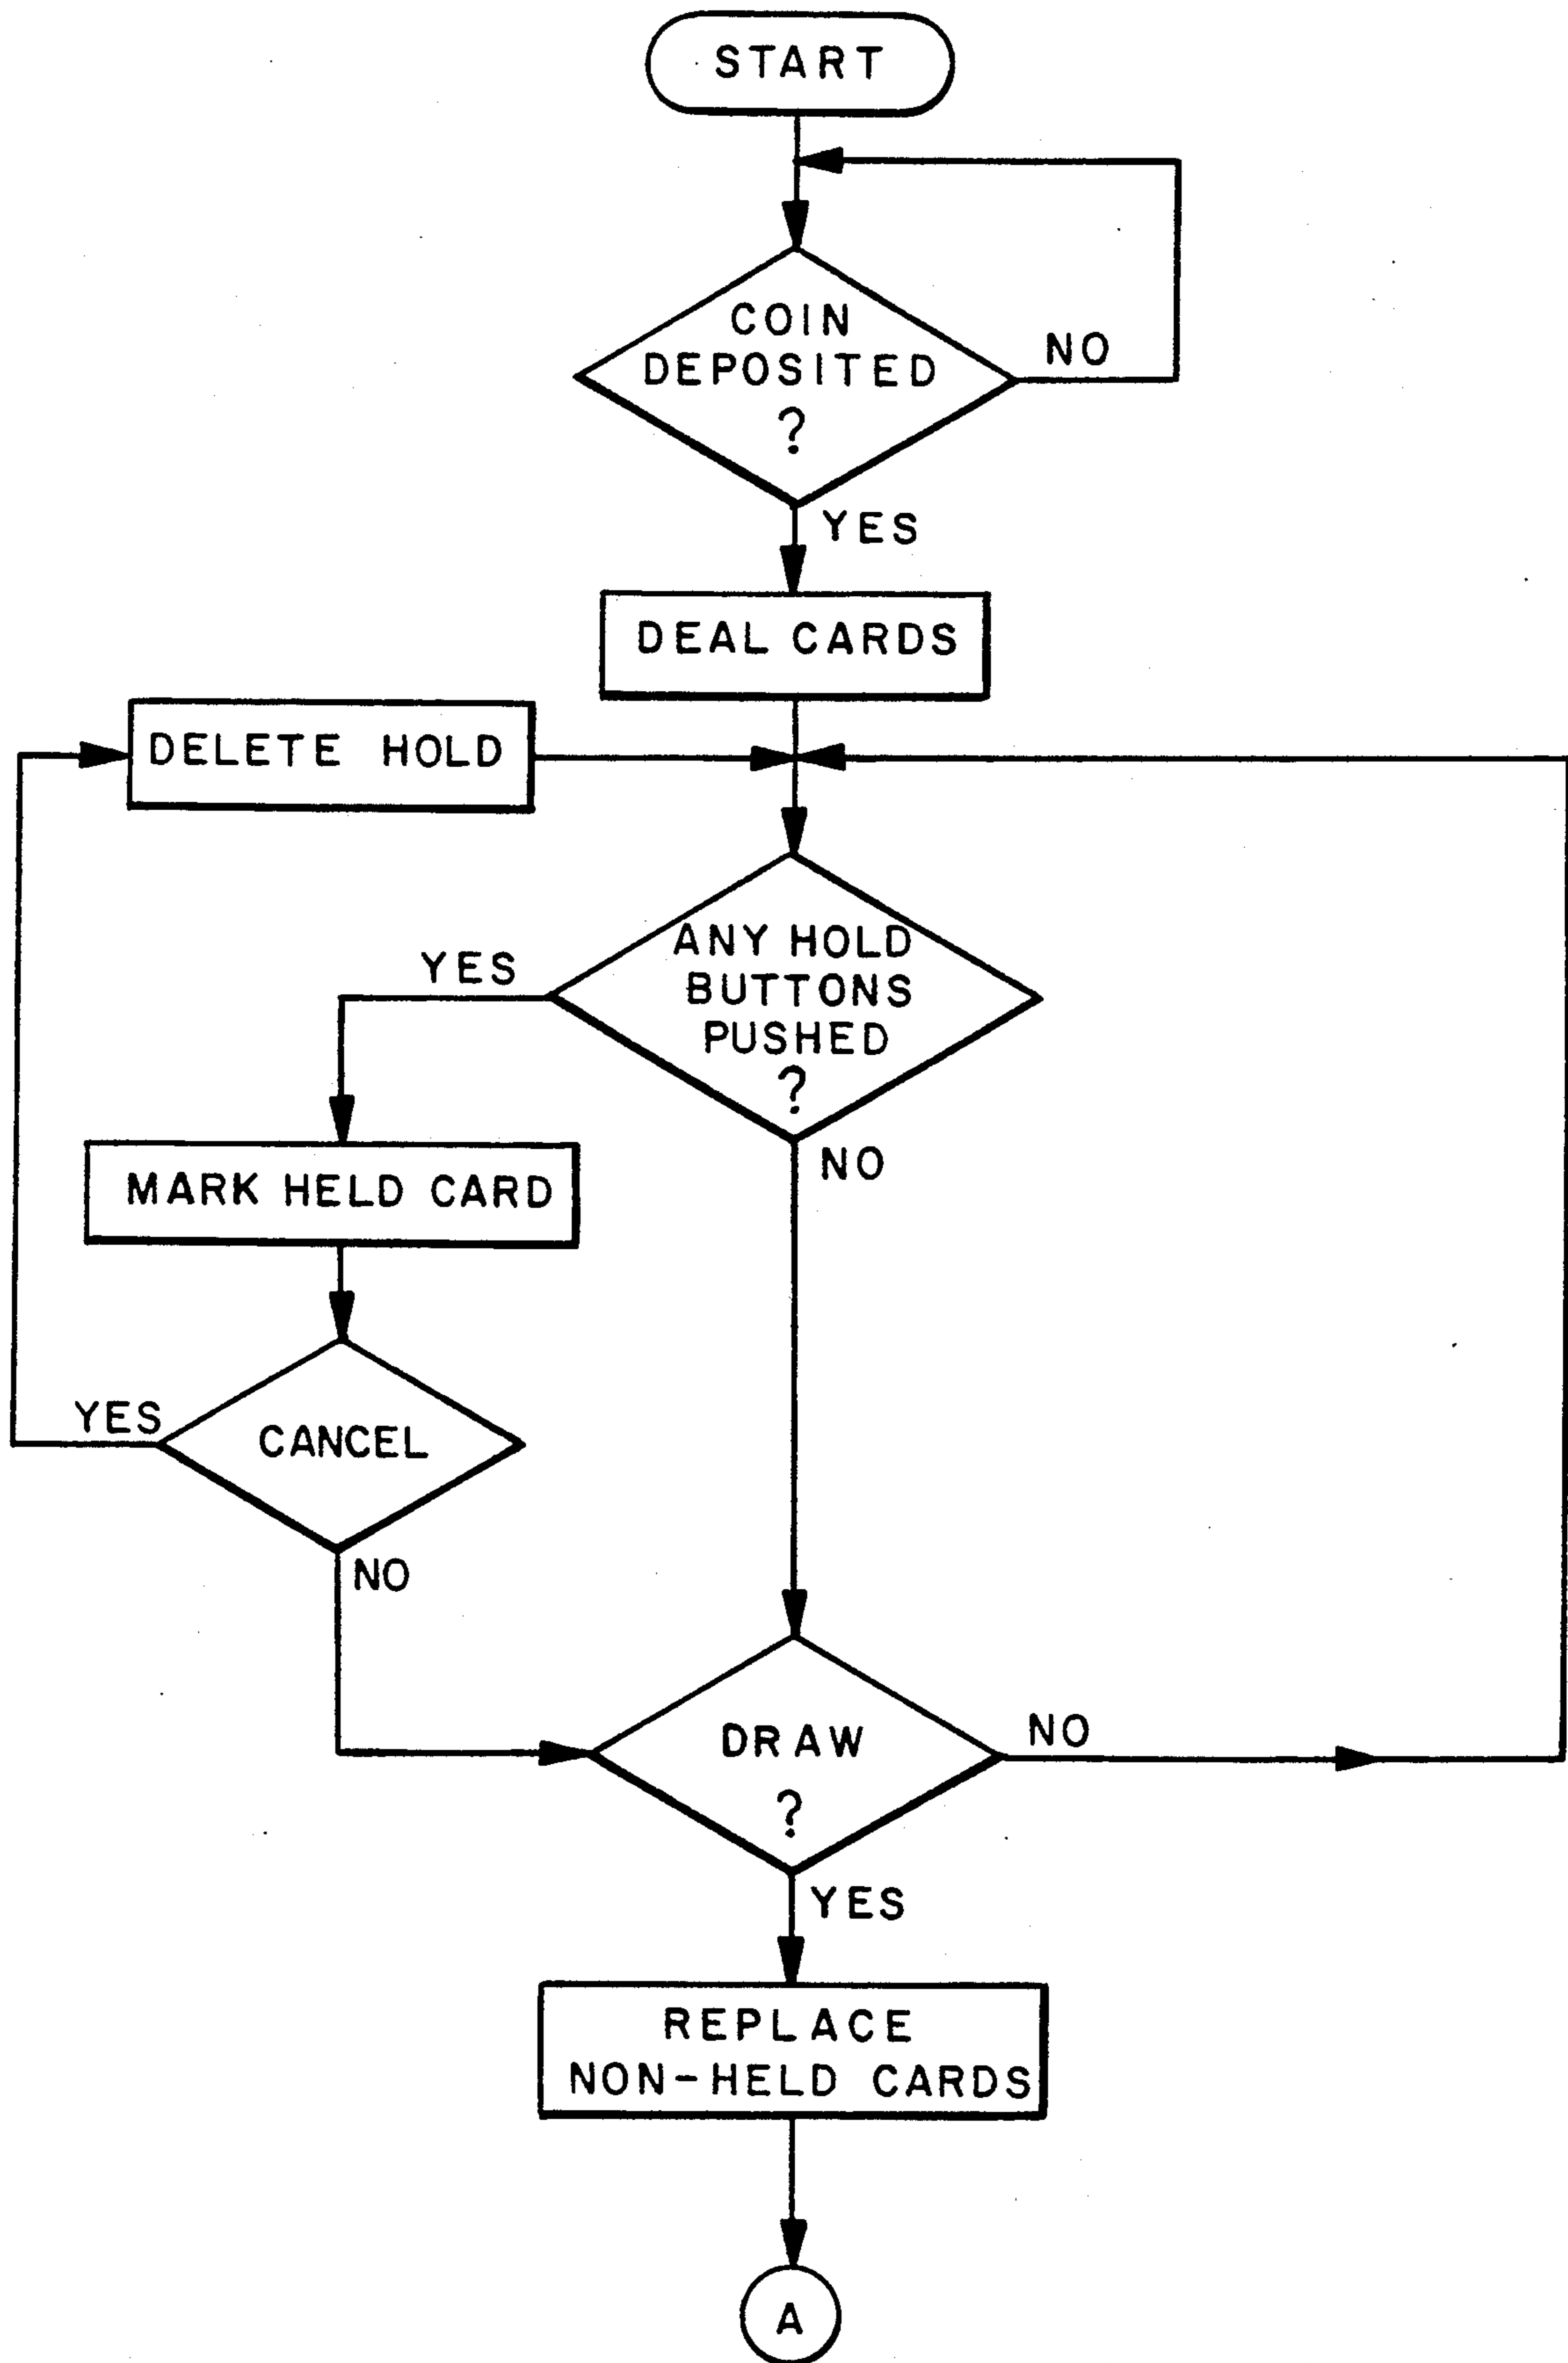 START
COIN
DEPOSITED
?
NO
YES
DEAL CARDS
DELETE HOLD
ANY HOLD
BUTTONS
PUSHED
?
YES
NO
MARK HELD CARD
CANCEL
YES
NO
DRAW
?
NO
YES
REPLACE
NON-HELD CARDS
A